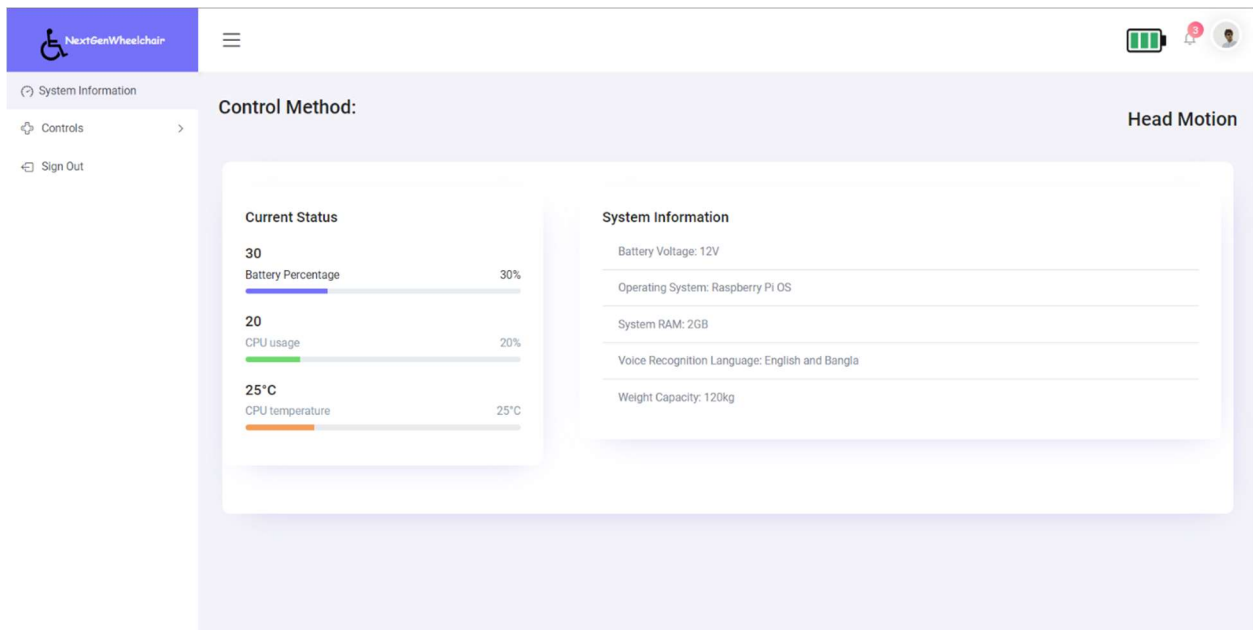 NextGenWheelchair
3
System Information
Controls
Sign Out
Control Method:
Head Motion
Current Status
30
Battery Percentage 30%
20
CPU usage 20%
25°C
CPU temperature 25°C
System Information
Battery Voltage: 12V
Operating System: Raspberry Pi OS
System RAM: 2GB
Voice Recognition Language: English and Bangla
Weight Capacity: 120kg